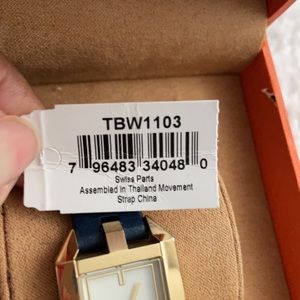 TBW1103
7 96483 34048 0
Swiss Parts
Assembled in Thailand Movement
Strap China